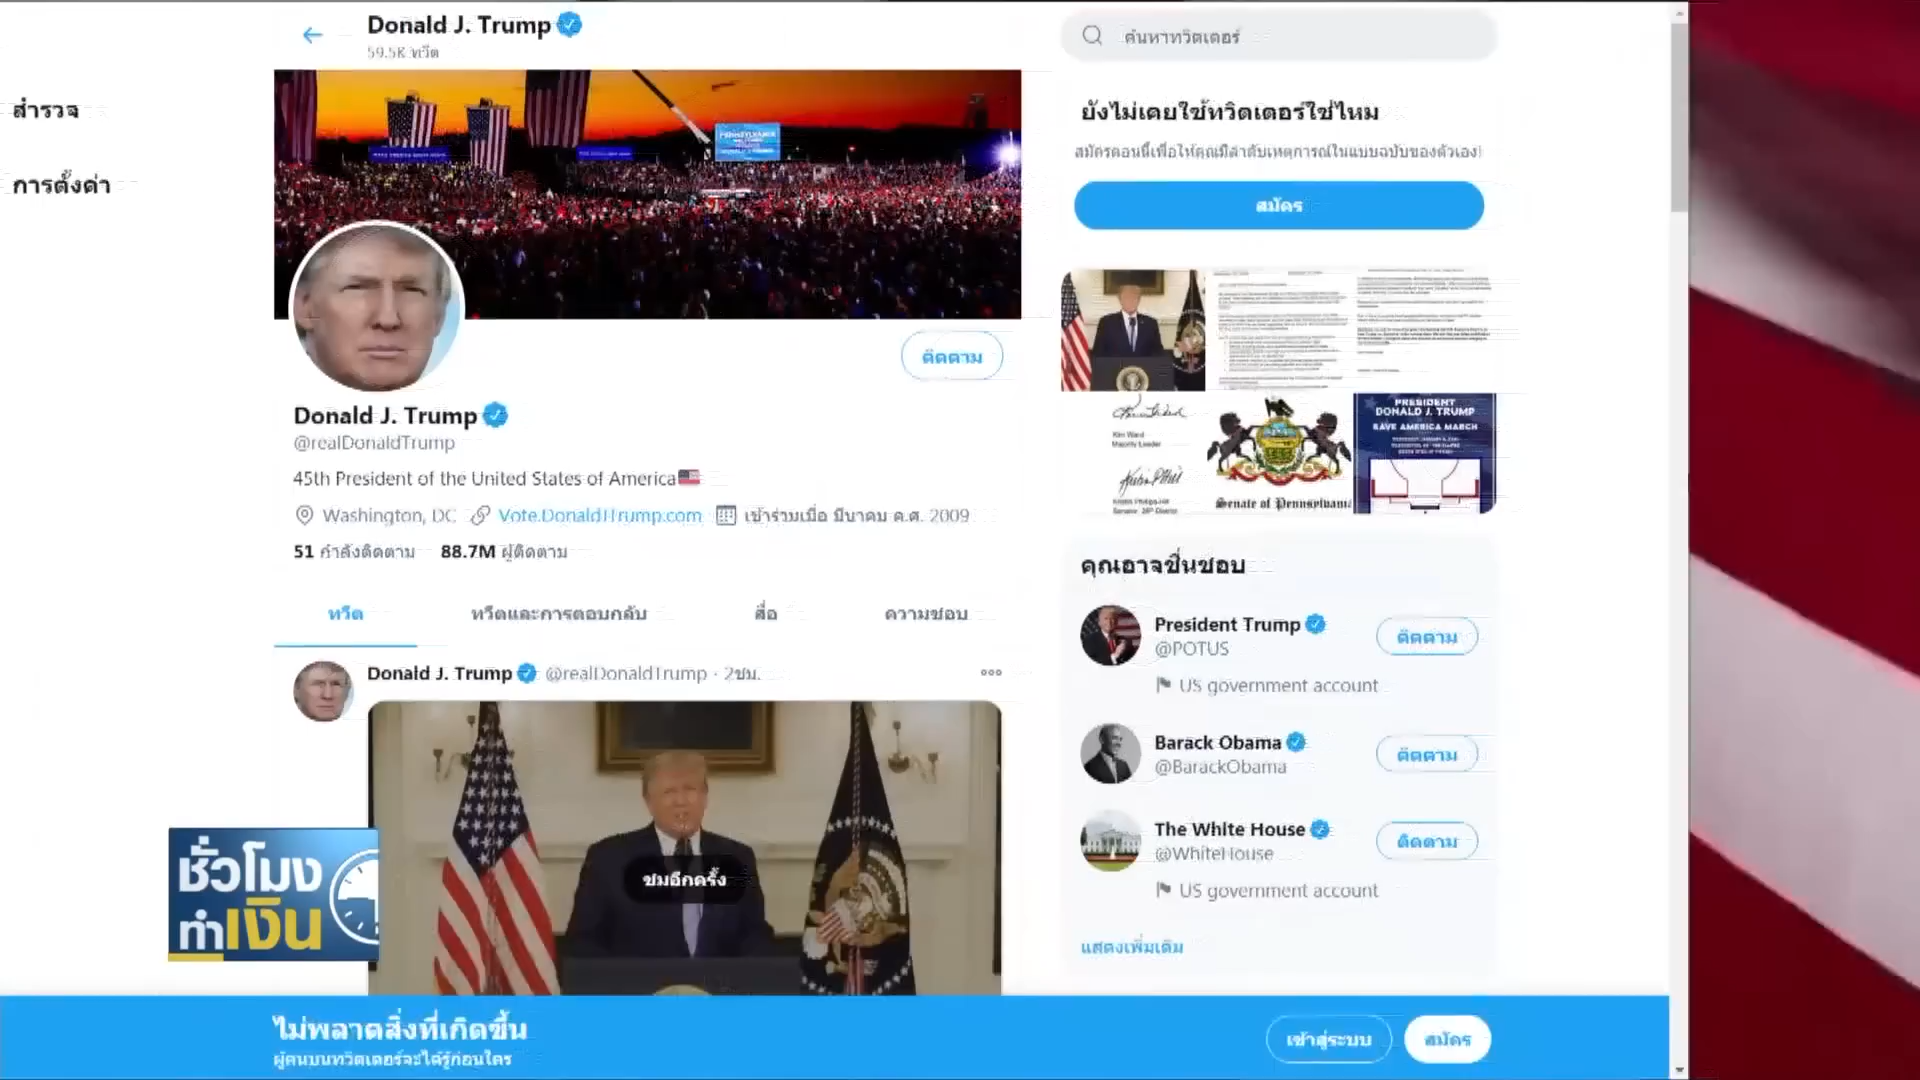 Donald J. Trump
59.5K ทวีต
สำรวจ
การตั้งค่า
ติดตาม
Donald J. Trump
@realDonaldTrump
45th President of the United States of America
Washington, DC Vote.DonaldJTrump.com เข้าร่วมเมื่อ มีนาคม ค.ศ. 2009
51 กำลังติดตาม 88.7M ผู้ติดตาม
ทวีต ทวีตและการตอบกลับ สื่อ ความชอบ
Donald J. Trump @realDonaldTrump · 2ชม.
ชมอีกครั้ง
ค้นหาทวิตเตอร์
ยังไม่เคยใช้ทวิตเตอร์ใช่ไหม
สมัครตอนนี้เพื่อให้คุณมีลำดับเหตุการณ์ในแบบฉบับของตัวเอง!
สมัคร
Kim Ward
Majority Leader
Senate of Pennsylvania
PRESIDENT
DONALD J. TRUMP
SAVE AMERICA MARCH
คุณอาจชื่นชอบ
President Trump
@POTUS
ติดตาม
US government account
Barack Obama
@BarackObama
ติดตาม
The White House
@WhiteHouse
ติดตาม
US government account
แสดงเพิ่มเติม
ชั่วโมง
ทำเงิน
ไม่พลาดสิ่งที่เกิดขึ้น
ผู้คนบนทวิตเตอร์จะได้รู้ก่อนใคร
เข้าสู่ระบบ
สมัคร